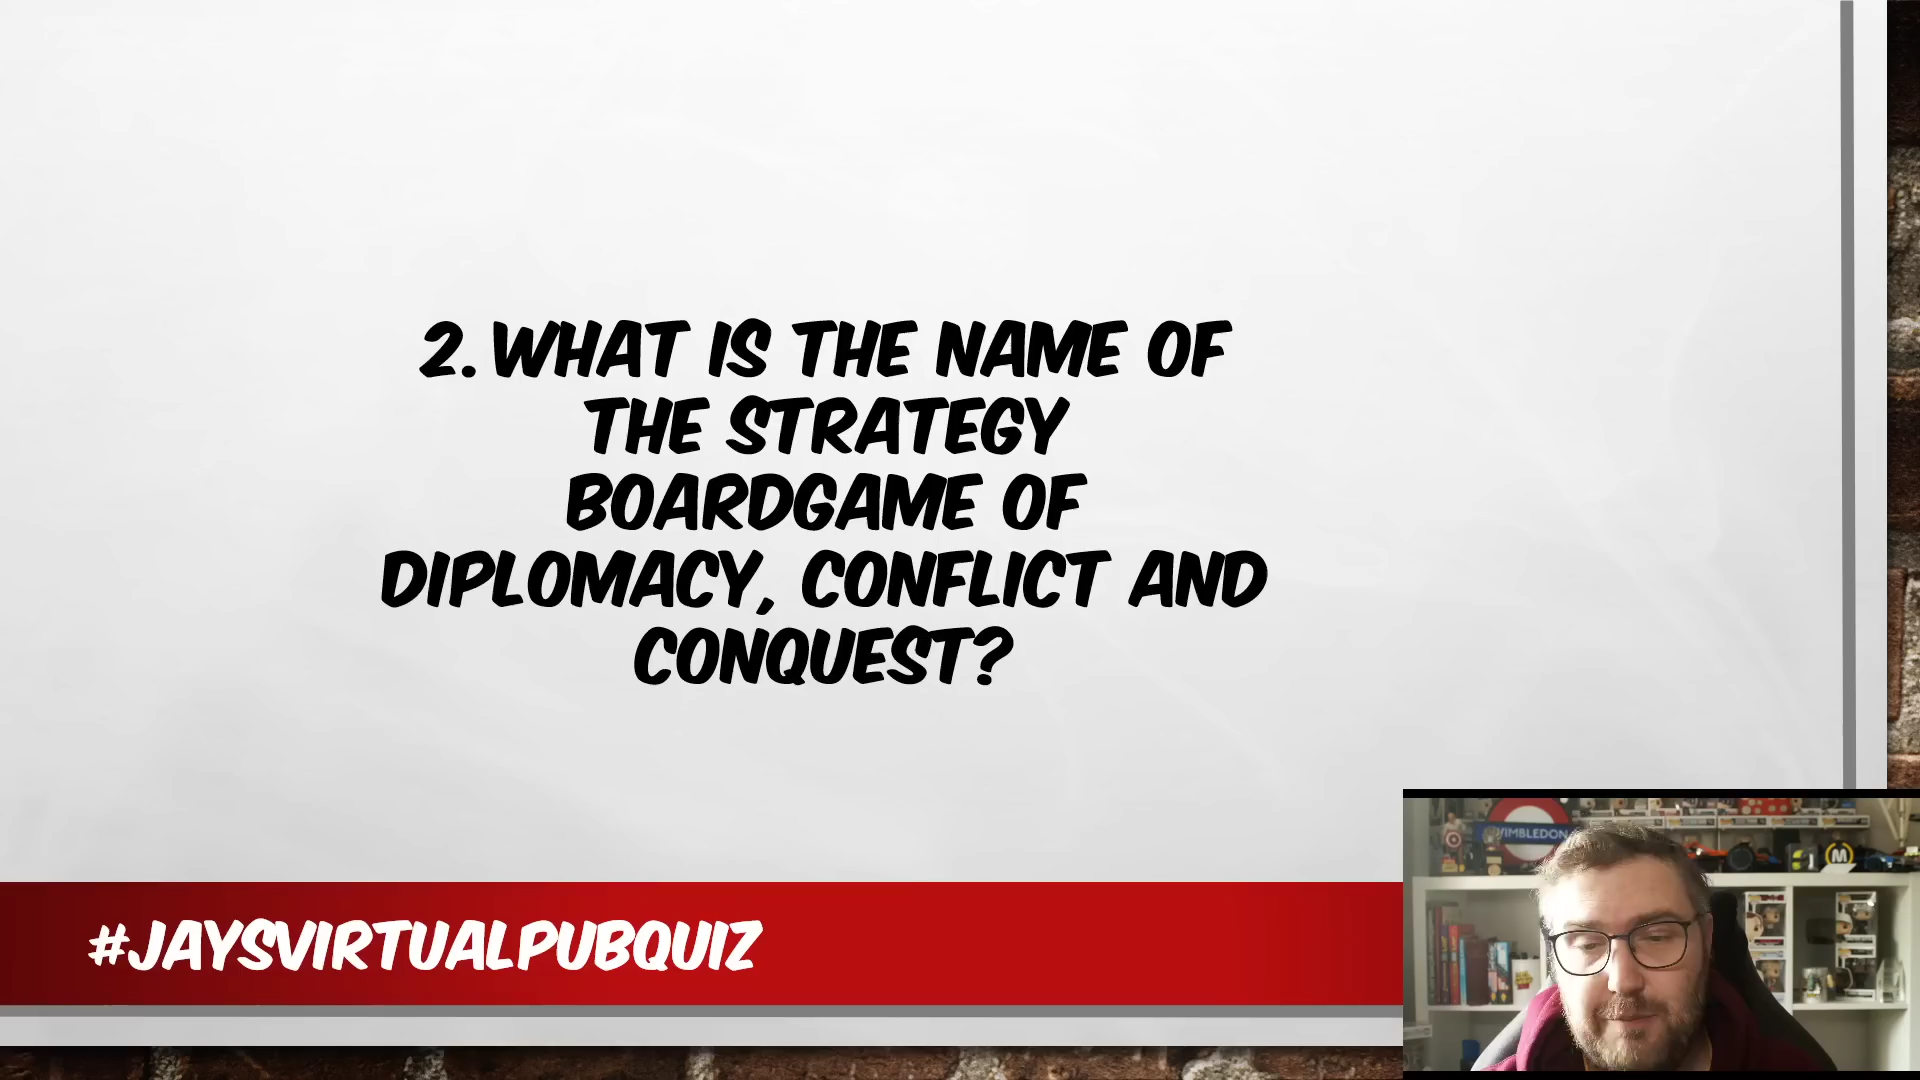 2. WHAT IS THE NAME OF
THE STRATEGY
BOARDGAME OF
DIPLOMACY, CONFLICT AND
CONQUEST?
#JAYSVIRTUALPUBQUIZ
WIMBLEDON
M